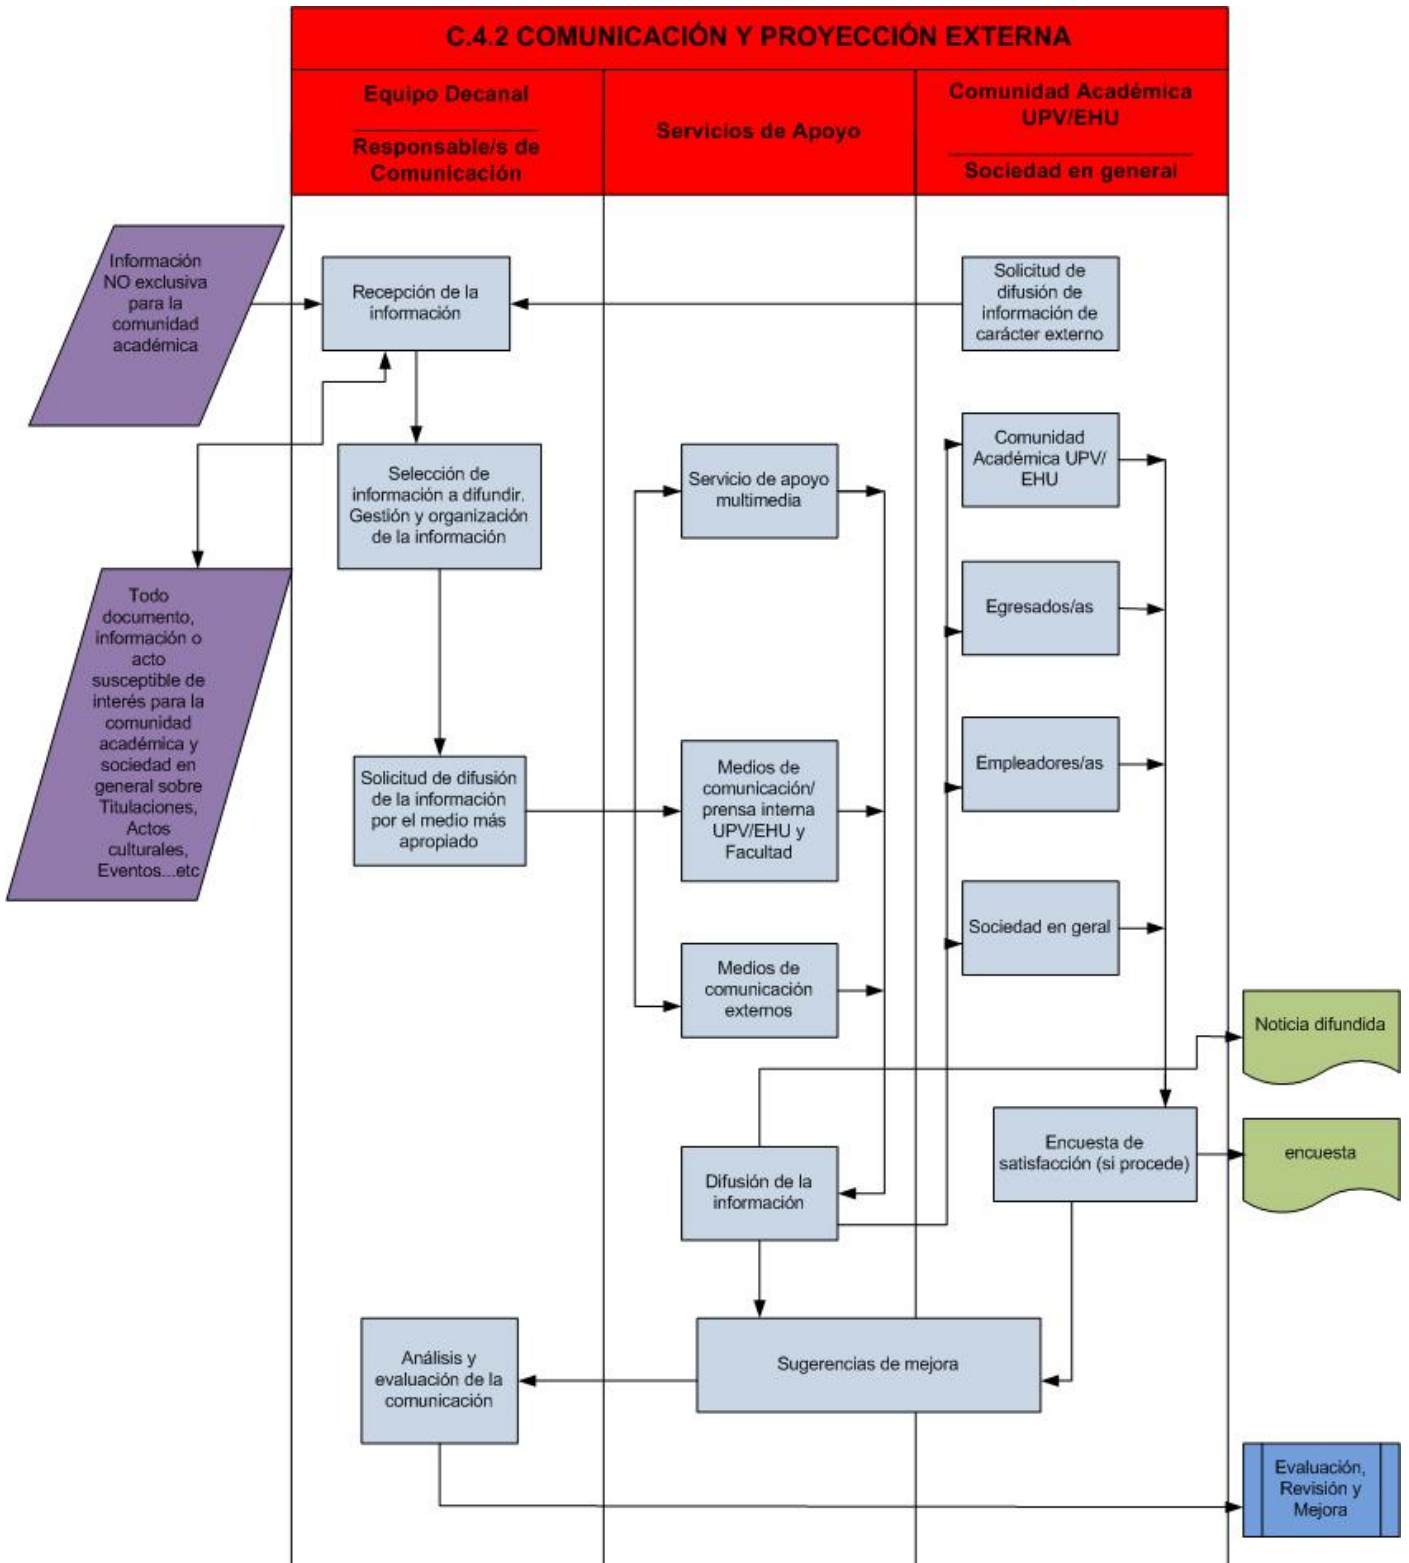 C.4.2 COMUNICACIÓN Y PROYECCIÓN EXTERNA
Equipo Decanal
Responsable/s de
Comunicación
Servicios de Apoyo
Comunidad Académica
UPV/EHU
Sociedad en general
Información
NO exclusiva
para la
comunidad
académica
Recepción de la
información
Solicitud de
difusión de
información de
carácter externo
Selección de
información a difundir.
Gestión y organización
de la información
Servicio de apoyo
multimedia
Comunidad
Académica UPV/
EHU
Egresados/as
Todo
documento,
información o
acto
susceptible de
interés para la
comunidad
académica y
sociedad en
general sobre
Titulaciones,
Actos
culturales,
Eventos...etc
Solicitud de difusión
de la información
por el medio más
apropiado
Medios de
comunicación/
prensa interna
UPV/EHU y
Facultad
Empleadores/as
Sociedad en geral
Medios de
comunicación
externos
Noticia difundida
Encuesta de
satisfacción (si procede)
encuesta
Difusión de la
información
Análisis y
evaluación de la
comunicación
Sugerencias de mejora
Evaluación,
Revisión y
Mejora